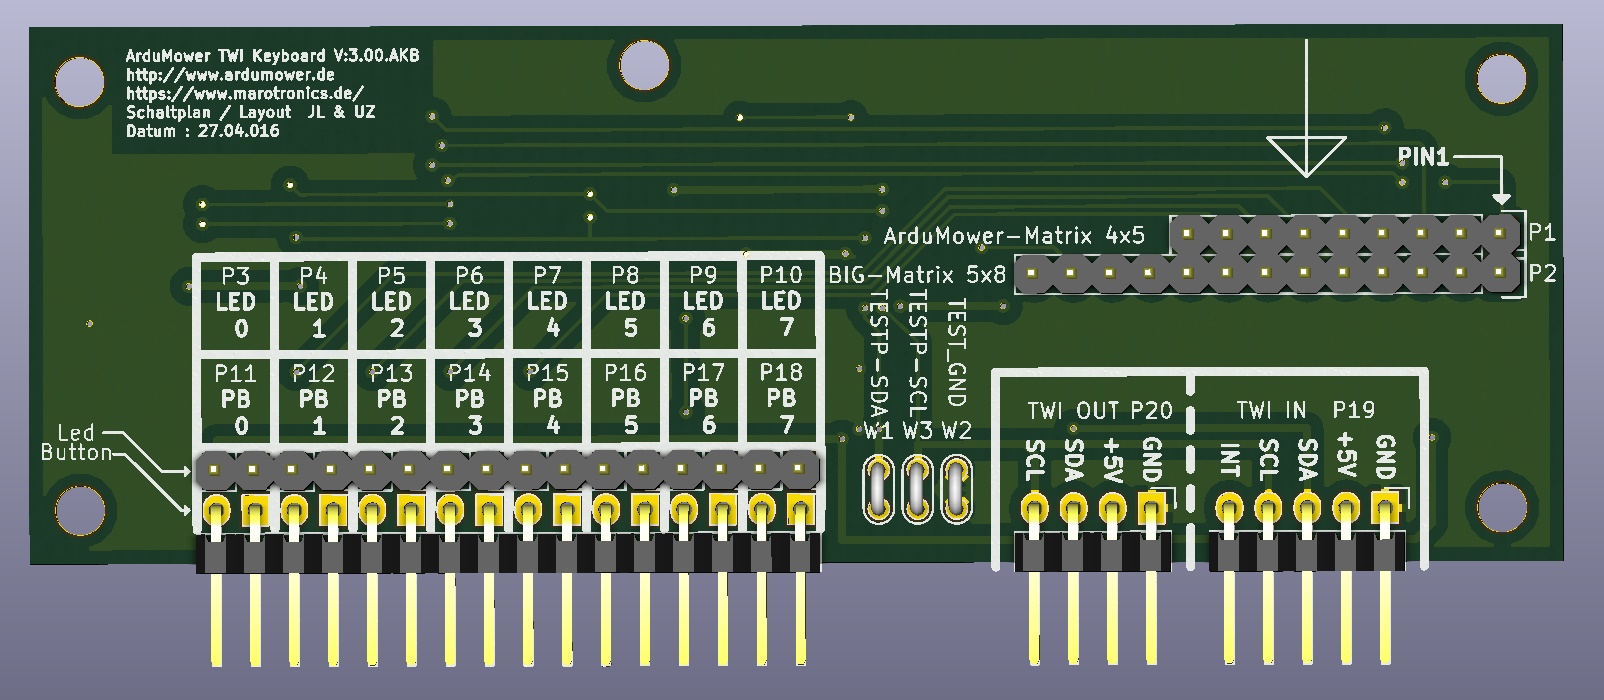 ArduMower TWI Keyboard V:3.00.AKB
http://www.ardumower.de
https://www.marotronics.de/
Schaltplan / Layout  JL & UZ
Datum : 27.04.016
PIN1
ArduMower-Matrix 4x5
P1
BIG-Matrix 5x8
P2
P3 P4 P5 P6 P7 P8 P9 P10
LED LED LED LED LED LED LED LED
0 1 2 3 4 5 6 7
P11 P12 P13 P14 P15 P16 P17 P18
PB PB PB PB PB PB PB PB
0 1 2 3 4 5 6 7
Led
Button
TESTP-SDA
TESTP-SCL
TEST_GND
W1 W3 W2
TWI OUT P20
SCL SDA +5V GND
TWI IN P19
INT SCL SDA +5V GND